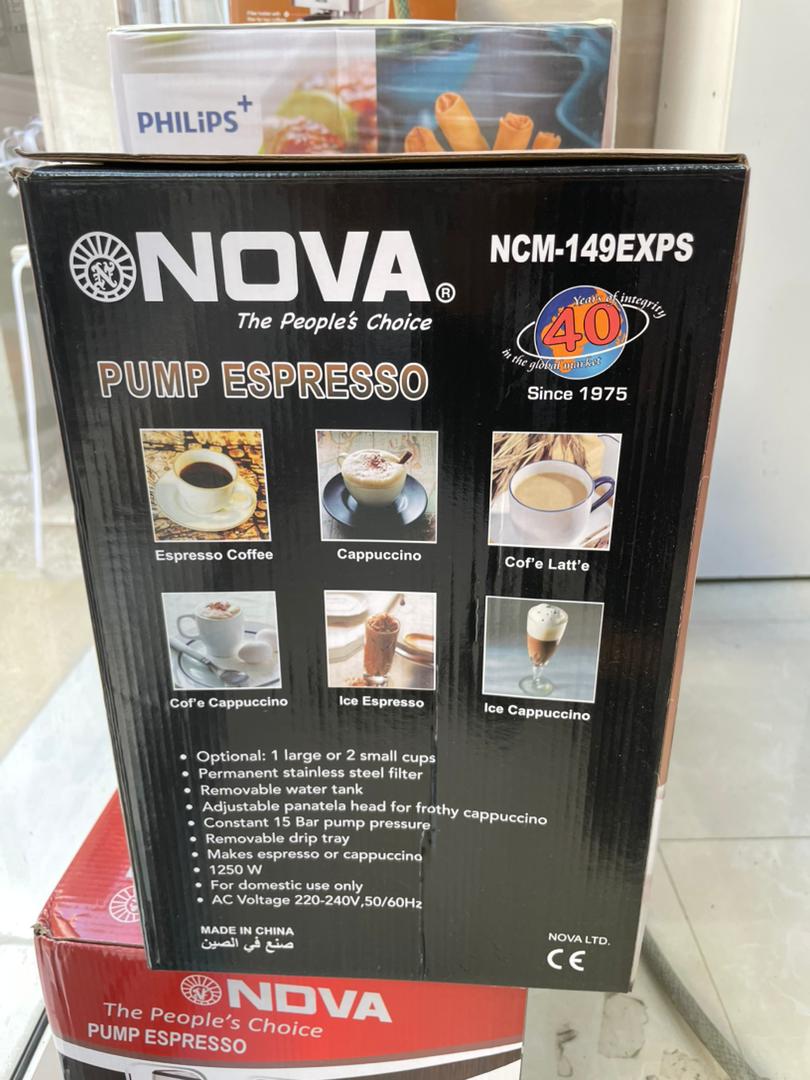 PHILIPS+
NOVA®
The People's Choice
NCM-149EXPS
Years of integrity
40
in the global market
Since 1975
PUMP ESPRESSO
Espresso Coffee
Cappuccino
Cof'e Latt'e
Cof'e Cappuccino
Ice Espresso
Ice Cappuccino
• Optional: 1 large or 2 small cups
• Permanent stainless steel filter
• Removable water tank
• Adjustable panatela head for frothy cappuccino
• Constant 15 Bar pump pressure
• Removable drip tray
• Makes espresso or cappuccino
• 1250 W
• For domestic use only
• AC Voltage 220-240V,50/60Hz
MADE IN CHINA
صنع في الصين
NOVA LTD.
CE
NOVA
The People's Choice
PUMP ESPRESSO